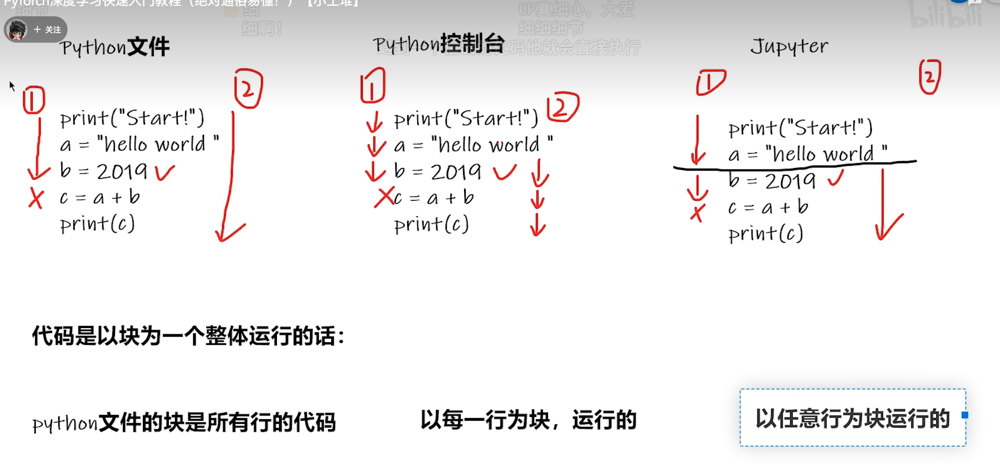 PyTorch深度学习快速入门教程（绝对通俗易懂！）【小土堆】
细节
细
细啊！
UP真细心，大爱
细细细节
bilibili
+ 关注
Python文件
Python控制台
代码他就会直接执行
Jupyter
①
②
print("Start!")
a = "hello world "
b = 2019
c = a + b
print(c)
①
②
print("Start!")
a = "hello world "
b = 2019
c = a + b
print(c)
①
②
print("Start!")
a = "hello world "
b = 2019
c = a + b
print(c)
代码是以块为一个整体运行的话：
python文件的块是所有行的代码
以每一行为块，运行的
以任意行为块运行的